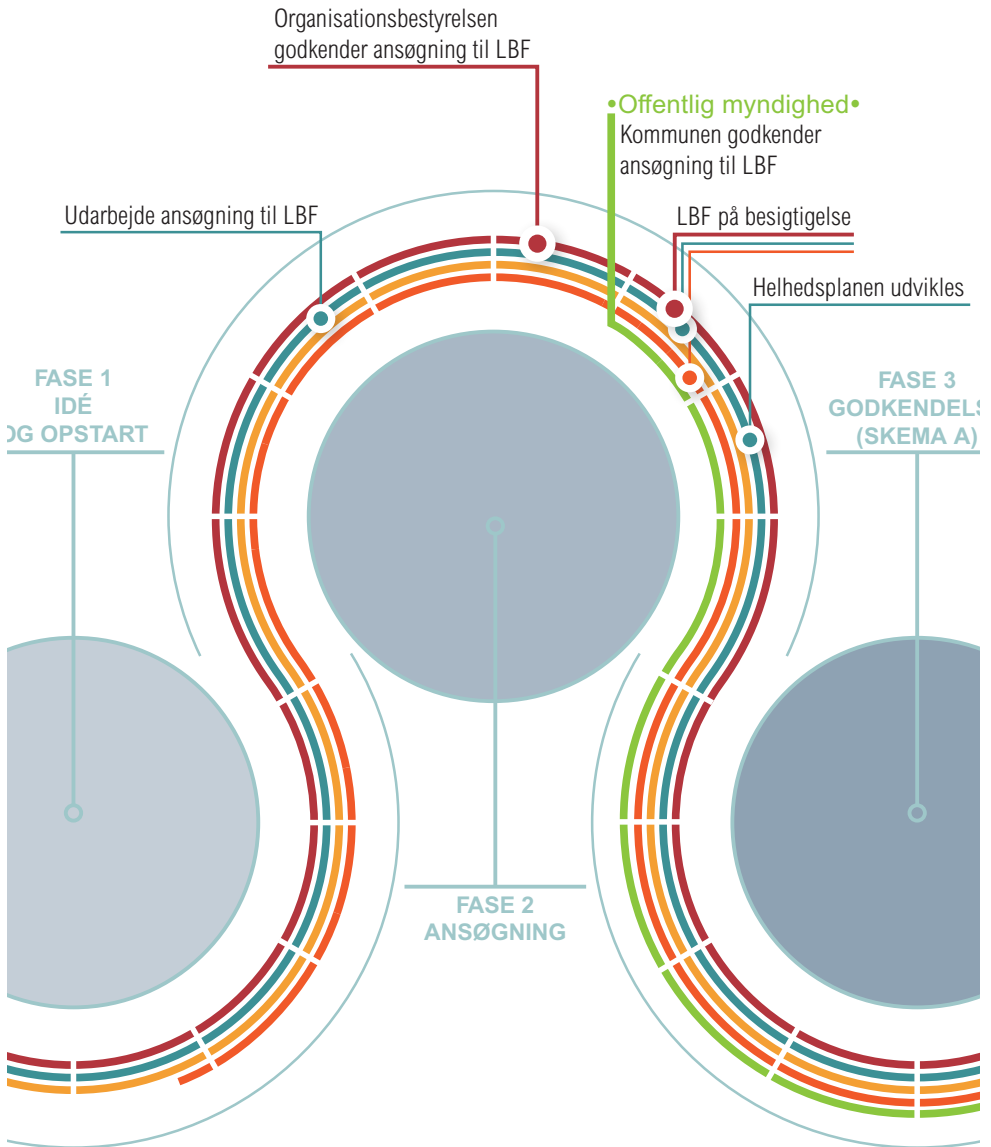 Organisationsbestyrelsen
godkender ansøgning til LBF
•Offentlig myndighed•
Kommunen godkender
ansøgning til LBF
Udarbejde ansøgning til LBF
LBF på besigtigelse
Helhedsplanen udvikles
FASE 1
IDÉ
OG OPSTART
FASE 3
GODKENDELS
(SKEMA A)
FASE 2
ANSØGNING